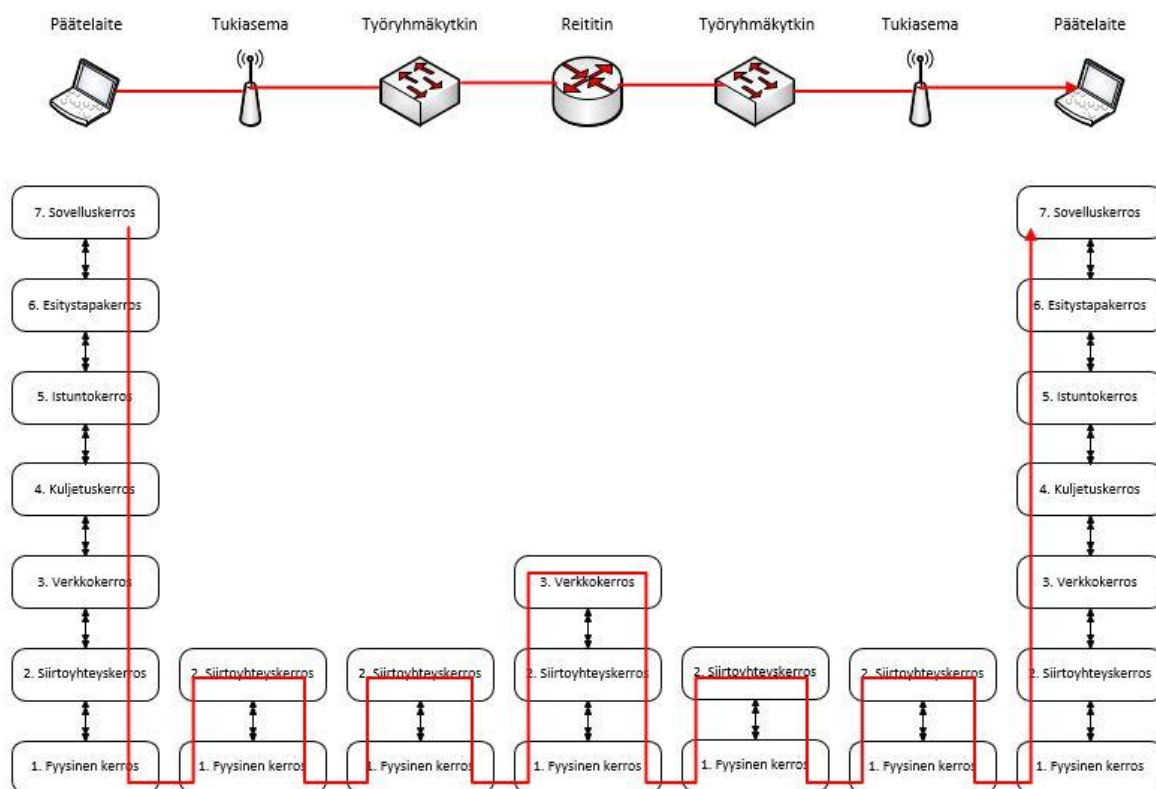 Päätelaite
Tukiasema
Työryhmäkytkin
Reititin
Työryhmäkytkin
Tukiasema
Päätelaite
7. Sovelluskerros
7. Sovelluskerros
6. Esitystapakerros
6. Esitystapakerros
5. Istuntokerros
5. Istuntokerros
4. Kuljetuskerros
4. Kuljetuskerros
3. Verkkokerros
3. Verkkokerros
3. Verkkokerros
2. Siirtoyhteyskerros
2. Siirtoyhteyskerros
2. Siirtoyhteyskerros
2. Siirtoyhteyskerros
2. Siirtoyhteyskerros
2. Siirtoyhteyskerros
2. Siirtoyhteyskerros
1. Fyysinen kerros
1. Fyysinen kerros
1. Fyysinen kerros
1. Fyysinen kerros
1. Fyysinen kerros
1. Fyysinen kerros
1. Fyysinen kerros